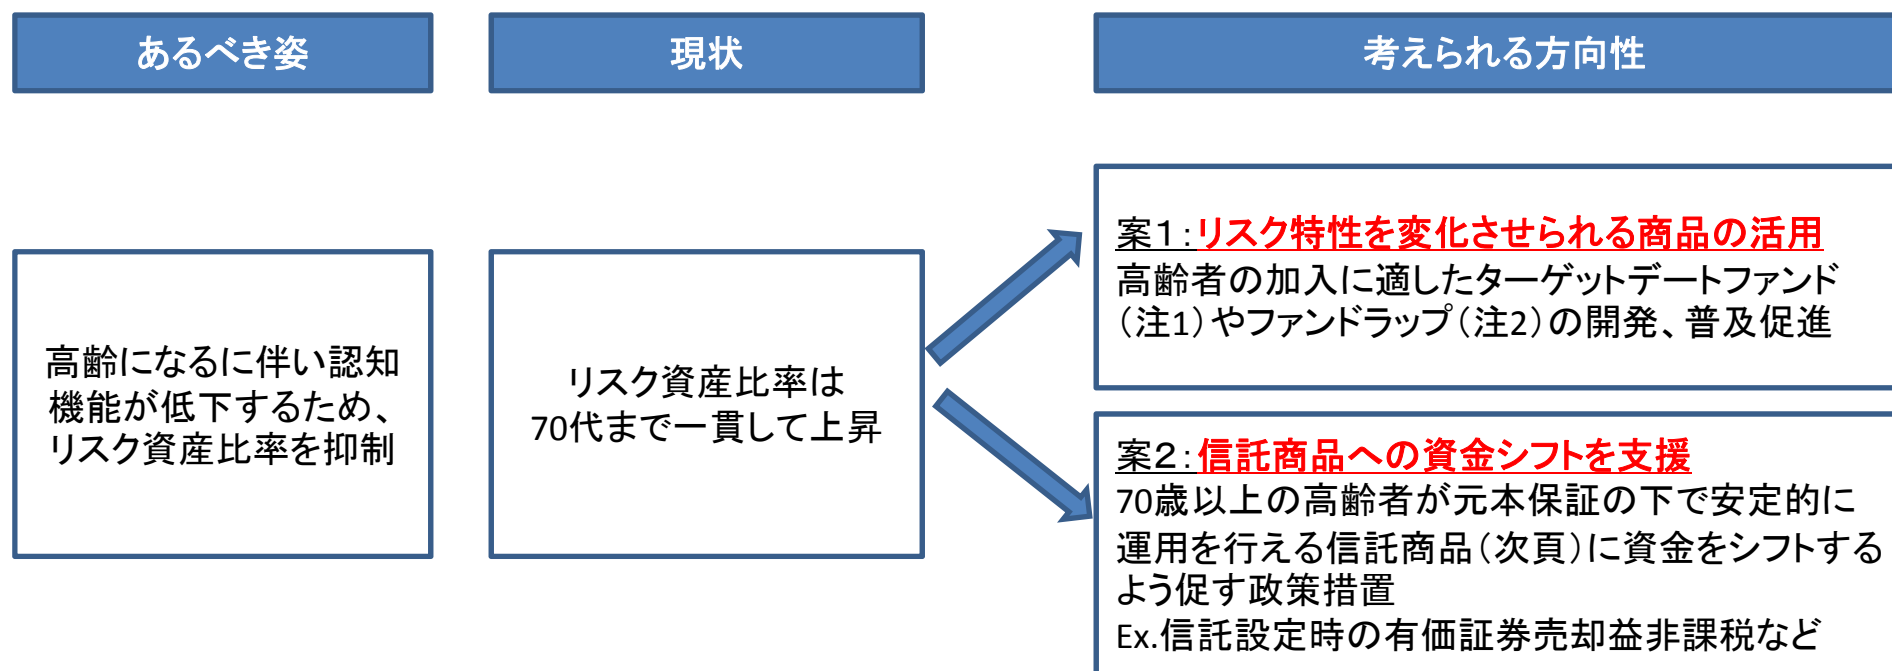 あるべき姿
現状
考えられる方向性
高齢になるに伴い認知
機能が低下するため、
リスク資産比率を抑制
リスク資産比率は
70代まで一貫して上昇
案1:リスク特性を変化させられる商品の活用
高齢者の加入に適したターゲットデートファンド
(注1)やファンドラップ(注2)の開発、普及促進
案2:信託商品への資金シフトを支援
70歳以上の高齢者が元本保証の下で安定的に
運用を行える信託商品(次頁)に資金をシフトする
よう促す政策措置
Ex.信託設定時の有価証券売却益非課税など